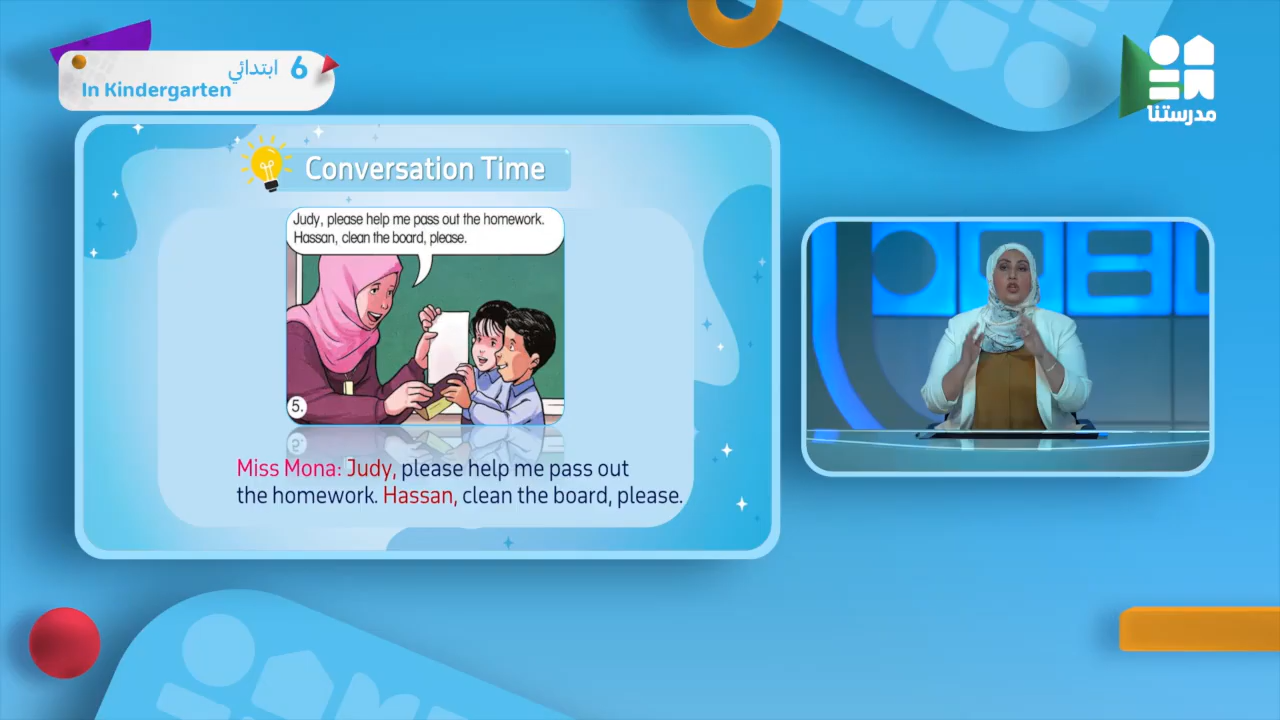 6 ابتدائي
In Kindergarten
مدرستنا
Conversation Time
Judy, please help me pass out the homework.
Hassan, clean the board, please.
5.
Miss Mona: Judy, please help me pass out
the homework. Hassan, clean the board, please.